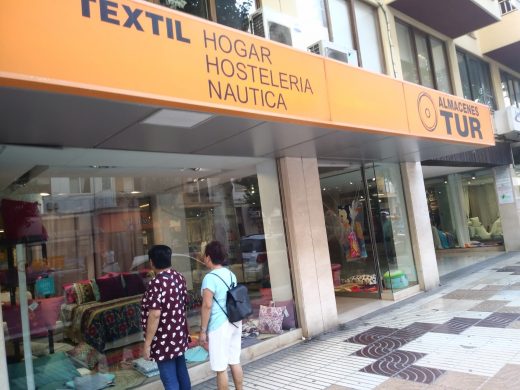 TEXTIL HOGAR
HOSTELERIA
NAUTICA
ALMACENES
TUR